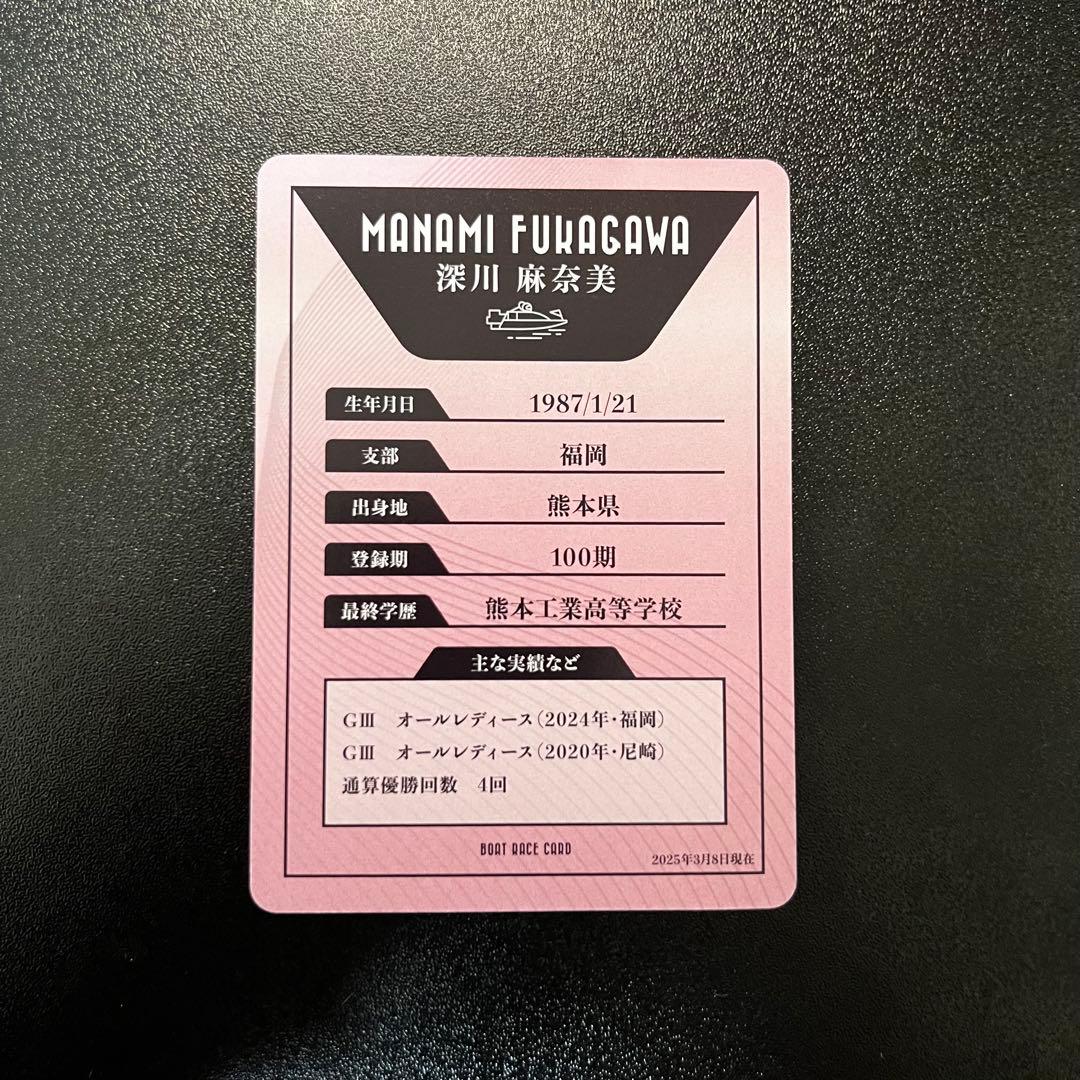 MANAMI FUKAGAWA
深川 麻奈美
生年月日 1987/1/21
支部 福岡
出身地 熊本県
登録期 100期
最終学歴 熊本工業高等学校
主な実績など
GⅢ オールレディース(2024年・福岡)
GⅢ オールレディース(2020年・尼崎)
通算優勝回数 4回
BOAT RACE CARD
2025年3月8日現在